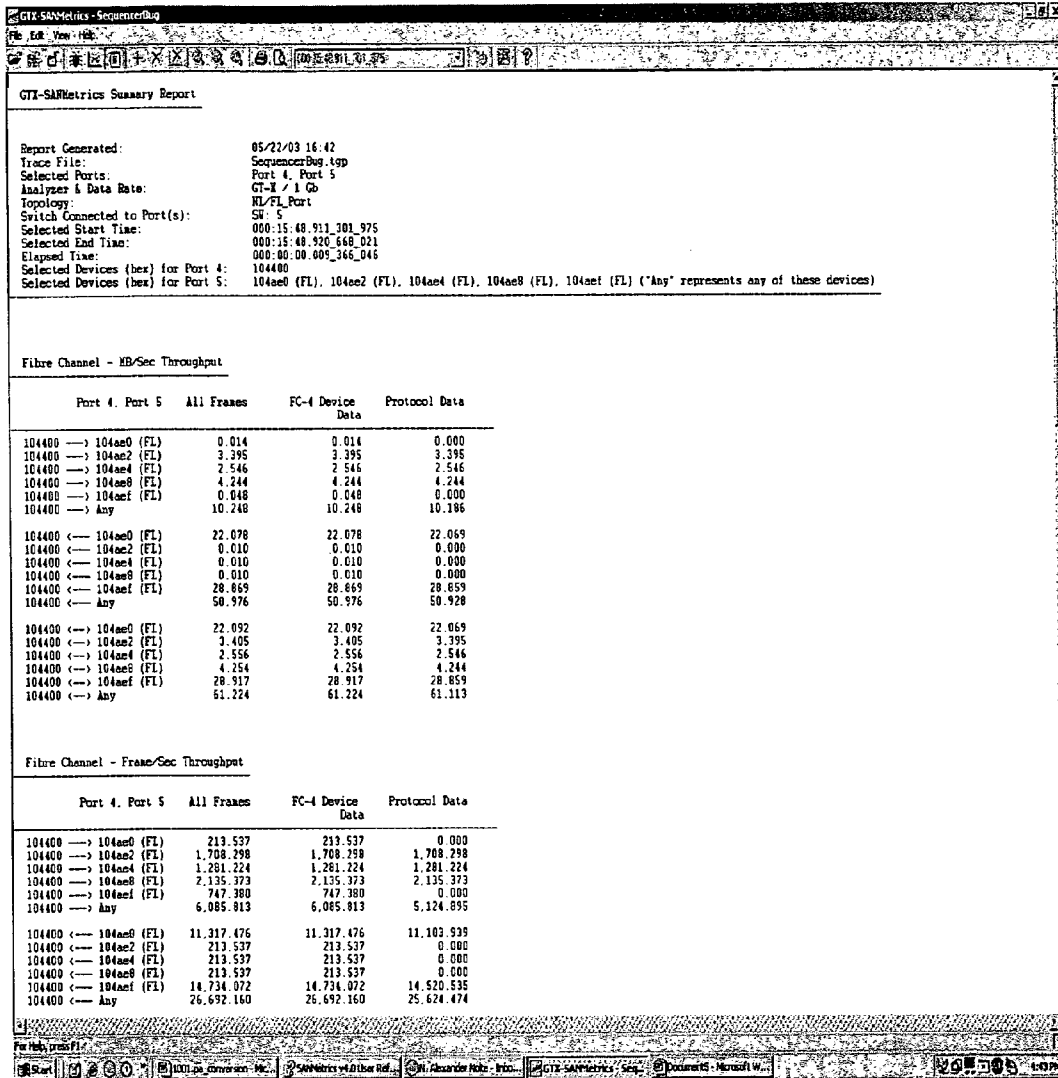 GTX-SANMetrics - SequencerBug
File Edit View Help
GTX-SANMetrics Summary Report
Report Generated: 05/22/03 16:42
Trace File: SequencerBug.tgp
Selected Ports: Port 4, Port 5
Analyzer & Data Rate: GT-X / 1 Gb
Topology: NL/FL_Port
Switch Connected to Port(s): SW: 5
Selected Start Time: 000:15:48.911_301_975
Selected End Time: 000:15:48.920_668_021
Elapsed Time: 000:00:00.009_366_046
Selected Devices (hex) for Port 4: 104400
Selected Devices (hex) for Port 5: 104ae0 (FL), 104ae2 (FL), 104ae4 (FL), 104ae8 (FL), 104aef (FL) ("Any" represents any of these devices)
Fibre Channel - MB/Sec Throughput
Port 4, Port 5 All Frames FC-4 Device Data Protocol Data
104400 ---> 104ae0 (FL) 0.014 0.014 0.000
104400 ---> 104ae2 (FL) 3.395 3.395 3.395
104400 ---> 104ae4 (FL) 2.546 2.546 2.546
104400 ---> 104ae8 (FL) 4.244 4.244 4.244
104400 ---> 104aef (FL) 0.048 0.048 0.000
104400 ---> Any 10.248 10.248 10.186
104400 <--- 104ae0 (FL) 22.078 22.078 22.069
104400 <--- 104ae2 (FL) 0.010 0.010 0.000
104400 <--- 104ae4 (FL) 0.010 0.010 0.000
104400 <--- 104ae8 (FL) 0.010 0.010 0.000
104400 <--- 104aef (FL) 28.869 28.869 28.859
104400 <--- Any 50.976 50.976 50.928
104400 <--> 104ae0 (FL) 22.092 22.092 22.069
104400 <--> 104ae2 (FL) 3.405 3.405 3.395
104400 <--> 104ae4 (FL) 2.556 2.556 2.546
104400 <--> 104ae8 (FL) 4.254 4.254 4.244
104400 <--> 104aef (FL) 28.917 28.917 28.859
104400 <--> Any 61.224 61.224 61.113
Fibre Channel - Frame/Sec Throughput
Port 4, Port 5 All Frames FC-4 Device Data Protocol Data
104400 ---> 104ae0 (FL) 213.537 213.537 0.000
104400 ---> 104ae2 (FL) 1,708.298 1,708.298 1,708.298
104400 ---> 104ae4 (FL) 1,281.224 1,281.224 1,281.224
104400 ---> 104ae8 (FL) 2,135.373 2,135.373 2,135.373
104400 ---> 104aef (FL) 747.380 747.380 0.000
104400 ---> Any 6,085.813 6,085.813 5,124.895
104400 <--- 104ae0 (FL) 11,317.476 11,317.476 11,103.939
104400 <--- 104ae2 (FL) 213.537 213.537 0.000
104400 <--- 104ae4 (FL) 213.537 213.537 0.000
104400 <--- 104ae8 (FL) 213.537 213.537 0.000
104400 <--- 104aef (FL) 14,734.072 14,734.072 14,520.535
104400 <--- Any 26,692.160 26,692.160 25,624.474
For Help, press F1
Start 1001-pa_conversion - Mic... SANMetrics v4.0 User Ref... N. Alexander Nolte - Inbo... GTX-SANMetrics - Seq... Document5 - Microsoft W...